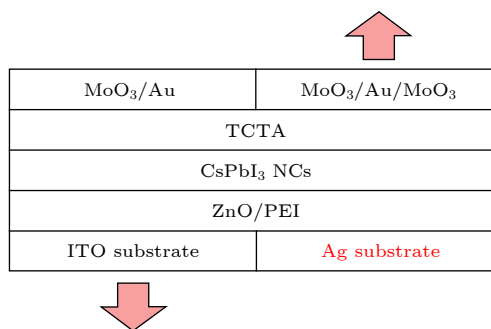 MoO₃/Au
MoO₃/Au/MoO₃
TCTA
CsPbI₃ NCs
ZnO/PEI
ITO substrate
Ag substrate